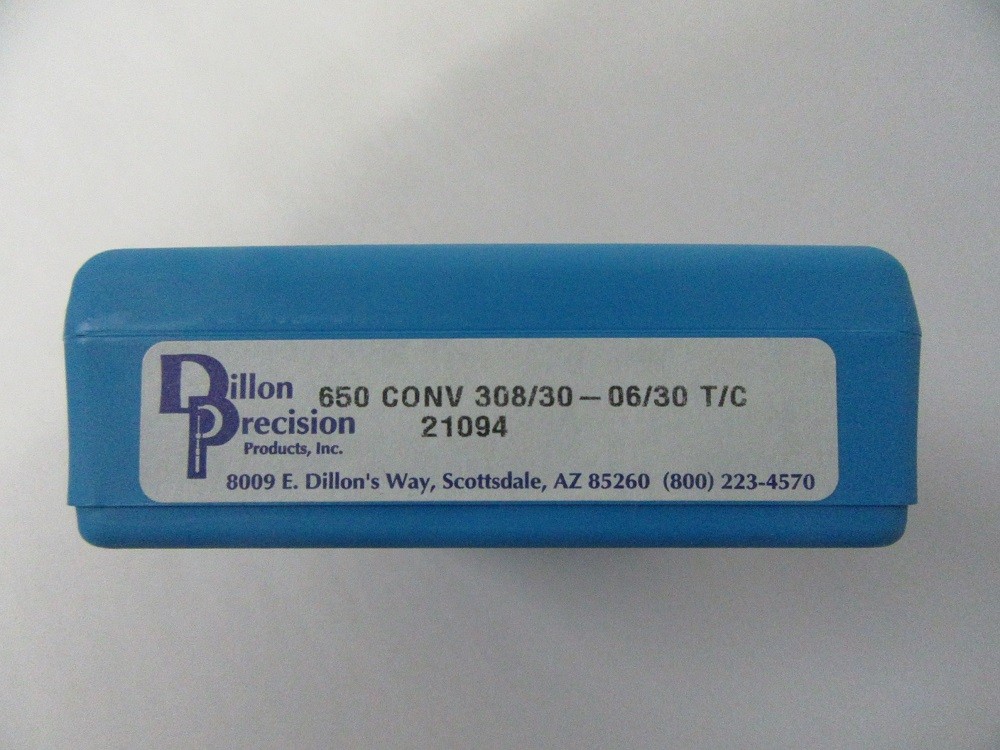 Dillon
Precision
Products, Inc.
650 CONV 308/30-06/30 T/C
21094
8009 E. Dillon's Way, Scottsdale, AZ 85260 (800) 223-4570